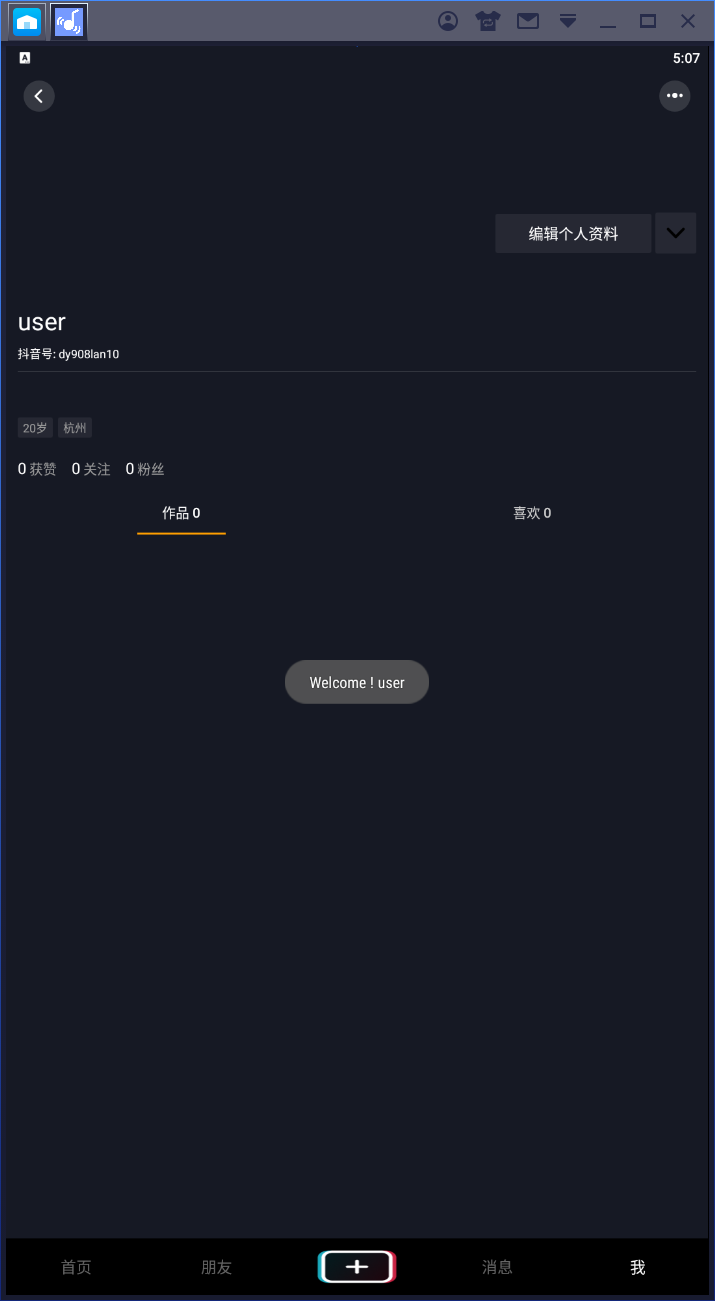 A
5:07
编辑个人资料
user
抖音号: dy908lan10
20岁 杭州
0 获赞 0 关注 0 粉丝
作品 0 喜欢 0
Welcome ! user
首页 朋友 消息 我